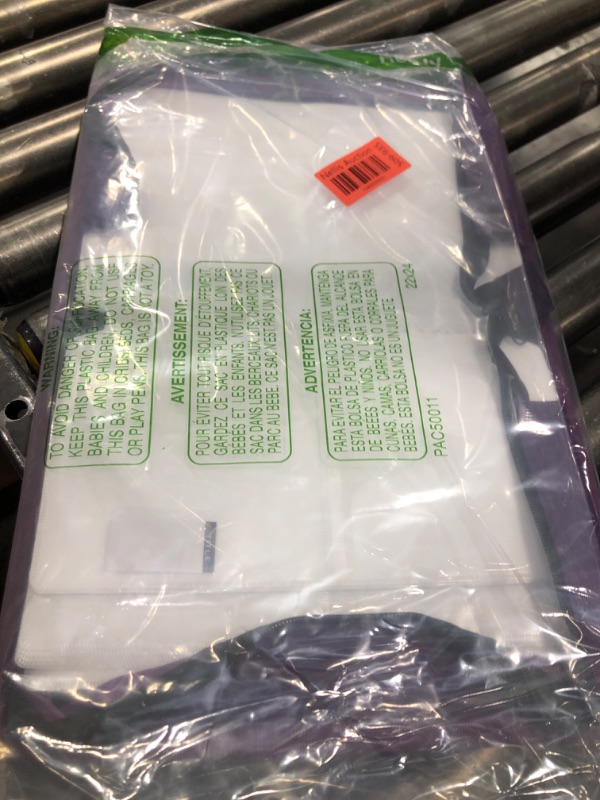 Nellis Auction
WARNING:
TO AVOID DANGER
KEEP THIS PLASTIC BAG AWAY FROM
BABIES AND CHILDREN. DO NOT USE
THIS BAG IN CRIBS, BEDS, CARRIAGES,
OR PLAY PENS. THIS BAG IS NOT A TOY.
AVERTISSEMENT:
POUR ÉVITER TOUT RISQUE D'ÉTOUFFEMENT,
GARDEZ CE SAC EN PLASTIQUE LOIN DES
BÉBÉS ET LES ENFANTS. N'UTILISEZ PAS CE
SAC DANS LES BERCEAUX, LITS, CHARIOTS OU
PARC AU BÉBÉ. CE SAC N'EST PAS UN JOUET.
ADVERTENCIA:
PARA EVITAR EL PELIGRO DE ASFIXIA, MANTENGA
ESTA BOLSA DE PLASTICO LEJOS DEL ALCANCE
DE BEBES Y NINOS. NO DEJAR ESTA BOLSA EN
CUNAS, CAMAS, CARRIOLAS O CORRALES PARA
BEBES. ESTA BOLSA NO ES UN JUGUETE
PAC50011
22x24